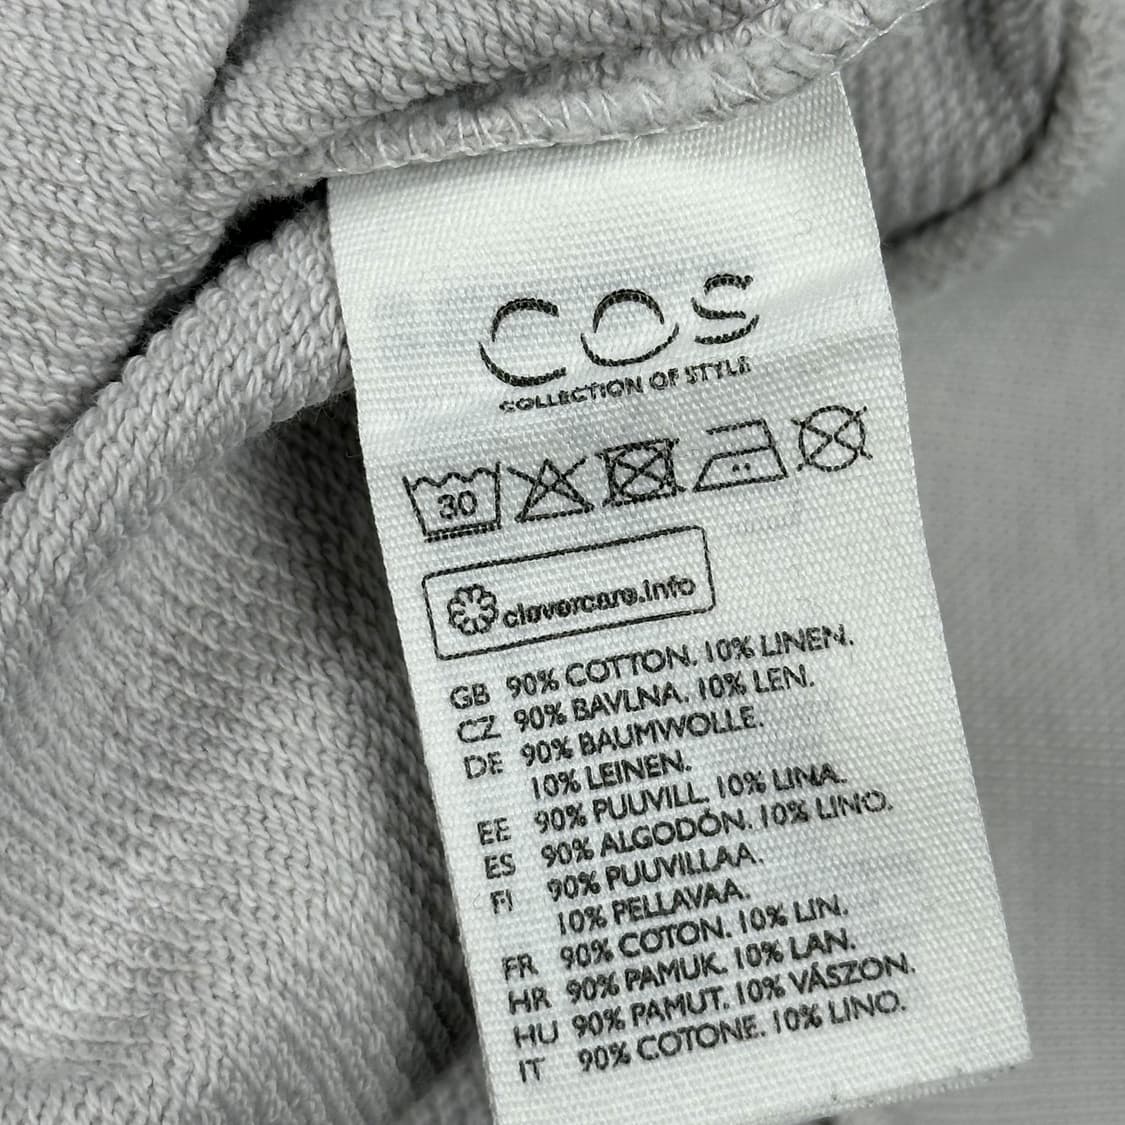 COS
COLLECTION OF STYLE
30
clevercare.info
GB 90% COTTON. 10% LINEN.
CZ 90% BAVLNA. 10% LEN.
DE 90% BAUMWOLLE.
10% LEINEN.
EE 90% PUUVILL. 10% LINA.
ES 90% ALGODÓN. 10% LINO.
FI 90% PUUVILLAA.
10% PELLAVAA.
FR 90% COTON. 10% LIN.
HR 90% PAMUK. 10% LAN.
HU 90% PAMUT. 10% VÁSZON.
IT 90% COTONE. 10% LINO.